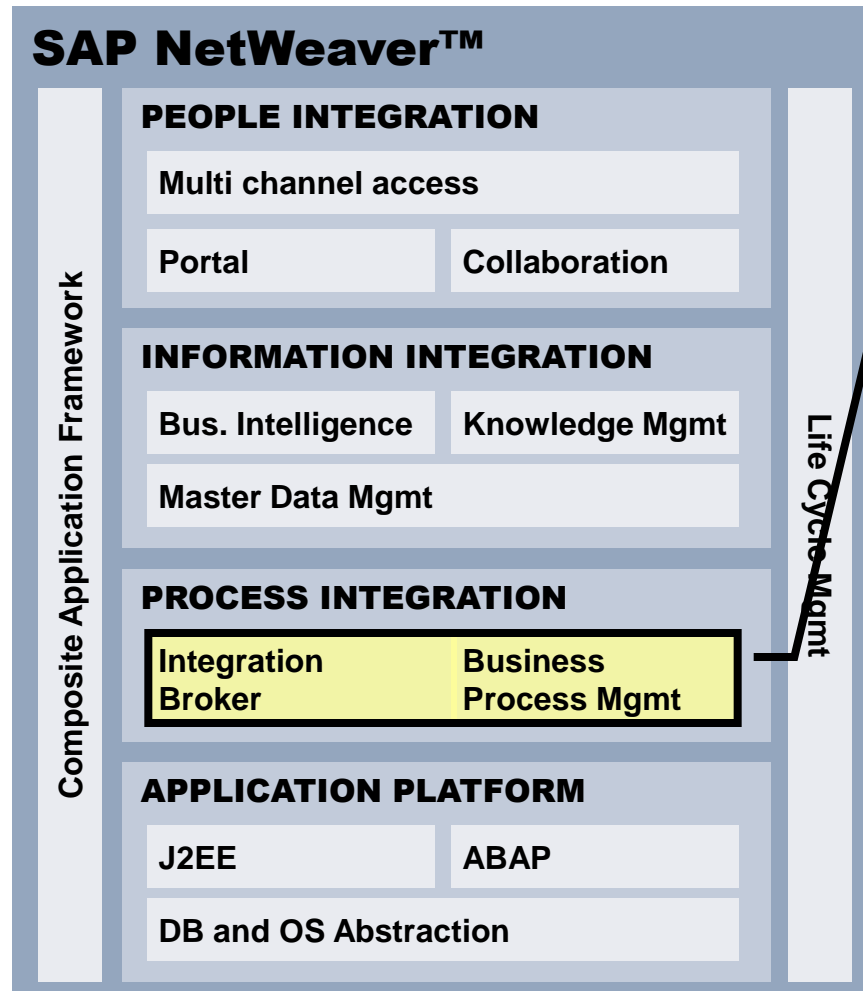 SAP NetWeaver™
Composite Application Framework
PEOPLE INTEGRATION
Multi channel access
Portal
Collaboration
INFORMATION INTEGRATION
Bus. Intelligence
Knowledge Mgmt
Master Data Mgmt
PROCESS INTEGRATION
Integration
Broker
Business
Process Mgmt
APPLICATION PLATFORM
J2EE
ABAP
DB and OS Abstraction
Life Cycle Mgmt